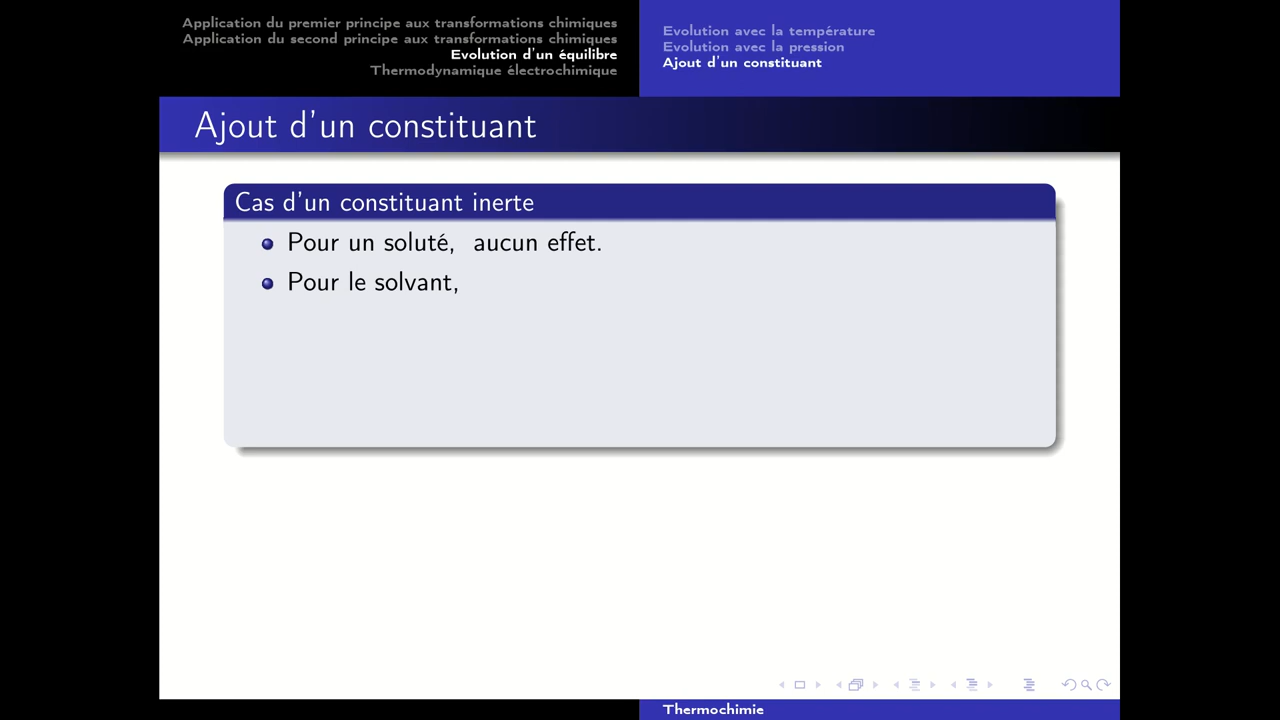 Application du premier principe aux transformations chimiques
Application du second principe aux transformations chimiques
Evolution d'un équilibre
Thermodynamique électrochimique
Evolution avec la température
Evolution avec la pression
Ajout d'un constituant
Ajout d'un constituant
Cas d'un constituant inerte
Pour un soluté, aucun effet.
Pour le solvant,
Thermochimie